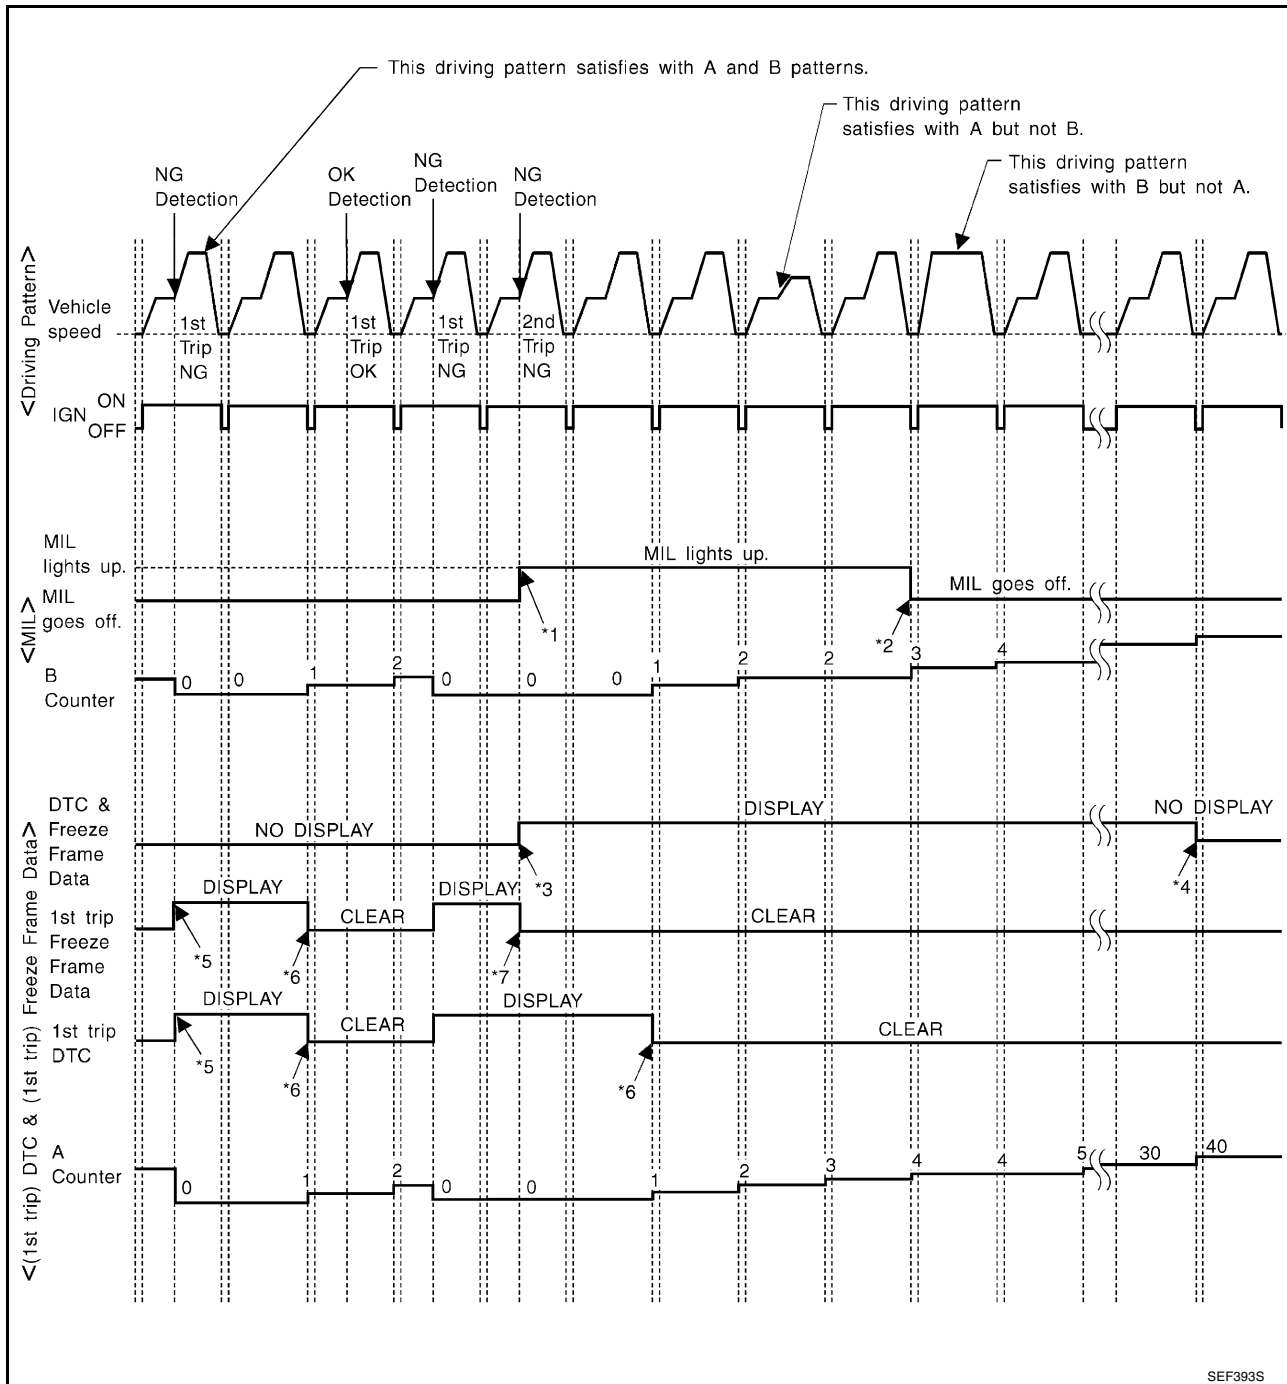 This driving pattern satisfies with A and B patterns.
This driving pattern
satisfies with A but not B.
This driving pattern
satisfies with B but not A.
NG
Detection
OK
Detection
NG
Detection
NG
Detection
<Driving Pattern>
Vehicle
speed
1st
Trip
NG
1st
Trip
OK
1st
Trip
NG
2nd
Trip
NG
IGN
ON
OFF
<MIL>
MIL
lights up.
MIL
goes off.
MIL lights up.
MIL goes off.
*1
*2
B
Counter
0 0 1 2 0 0 0 1 2 2 3 4
<(1st trip) DTC & (1st trip) Freeze Frame Data>
DTC &
Freeze
Frame
Data
NO DISPLAY
DISPLAY
NO DISPLAY
*3
*4
1st trip
Freeze
Frame
Data
DISPLAY
CLEAR
DISPLAY
CLEAR
*5
*6
*7
1st trip
DTC
DISPLAY
CLEAR
DISPLAY
CLEAR
*5
*6
*6
A
Counter
0 1 2 0 0 1 2 3 4 4 5 30 40
SEF393S